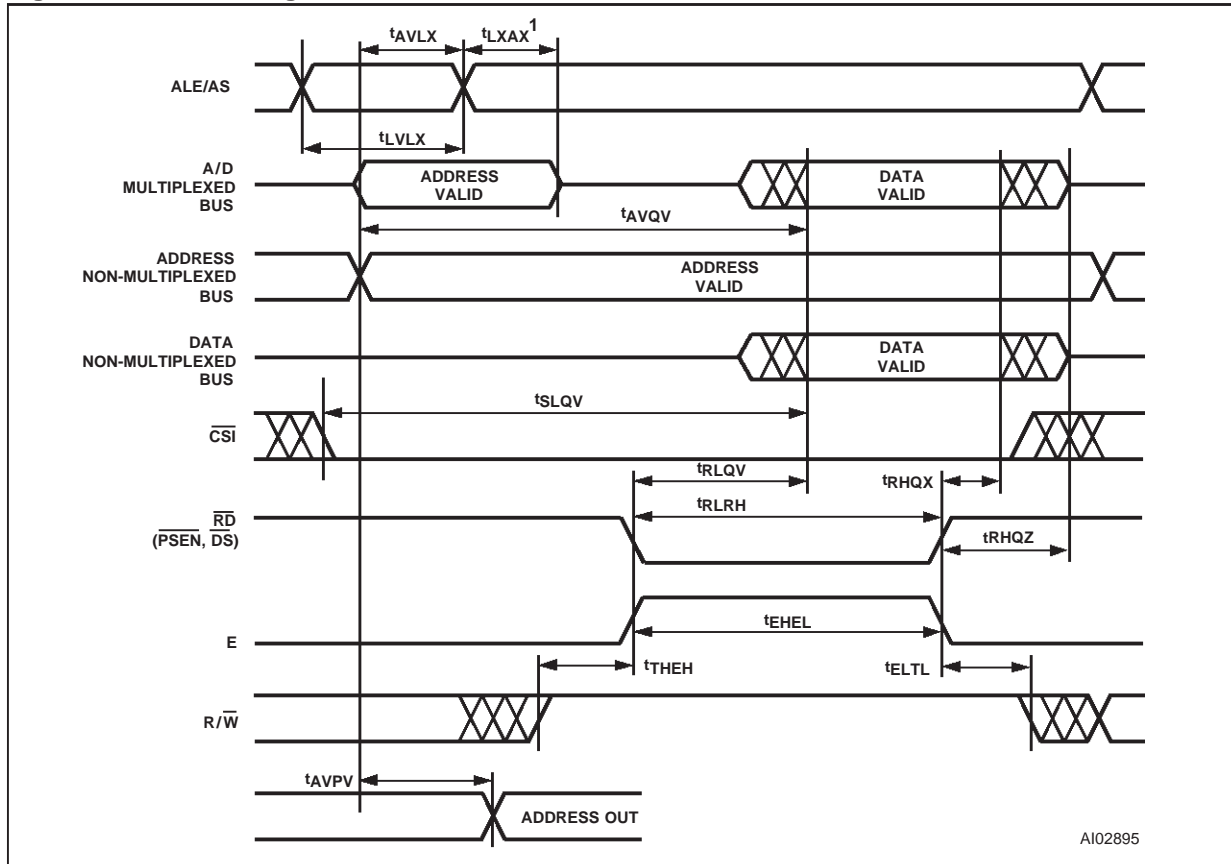 tAVLX
tLXAX1
ALE/AS
tLVLX
A/D
MULTIPLEXED
BUS
ADDRESS
VALID
DATA
VALID
tAVQV
ADDRESS
NON-MULTIPLEXED
BUS
ADDRESS
VALID
DATA
NON-MULTIPLEXED
BUS
DATA
VALID
tSLQV
CSI
tRLQV
tRHQX
tRLRH
RD
(PSEN, DS)
tRHQZ
tEHEL
E
tTHEH
tELTL
R/W
tAVPV
ADDRESS OUT
AI02895